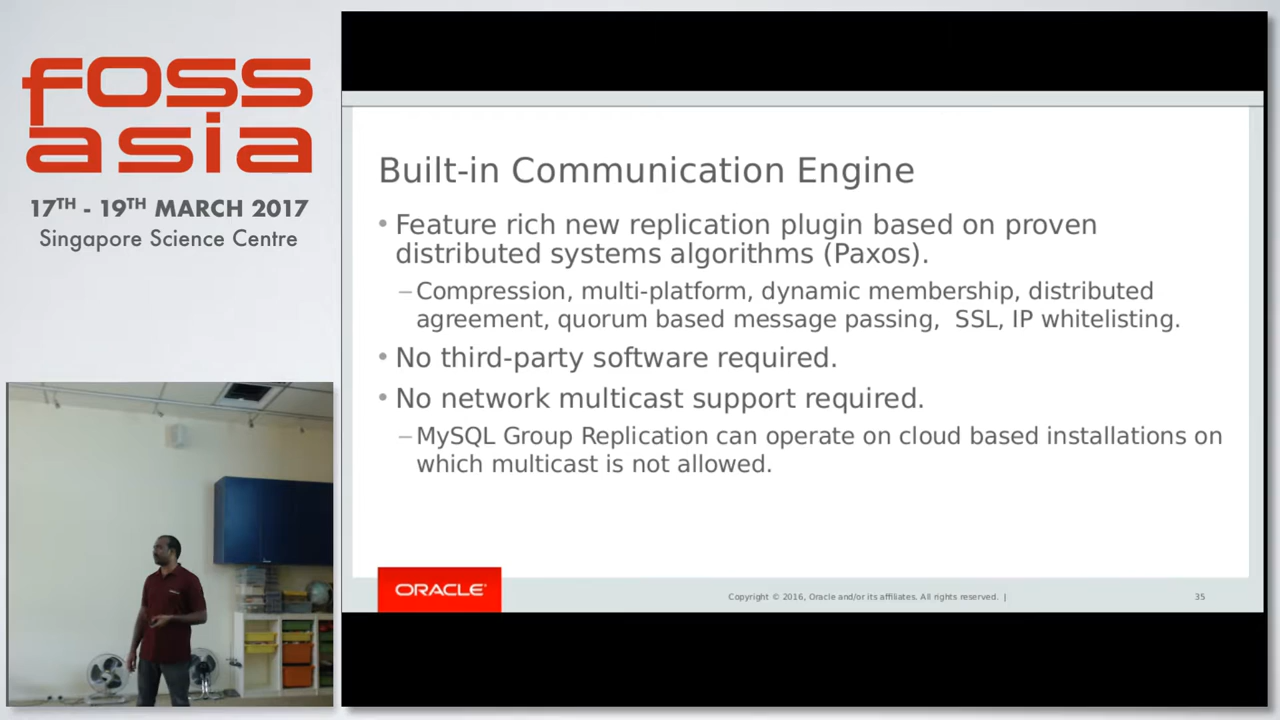 foss
asia
17TH - 19TH MARCH 2017
Singapore Science Centre
Built-in Communication Engine
• Feature rich new replication plugin based on proven
distributed systems algorithms (Paxos).
–Compression, multi-platform, dynamic membership, distributed
agreement, quorum based message passing,  SSL, IP whitelisting.
• No third-party software required.
• No network multicast support required.
–MySQL Group Replication can operate on cloud based installations on
which multicast is not allowed.
ORACLE
Copyright © 2016, Oracle and/or its affiliates. All rights reserved. |
35